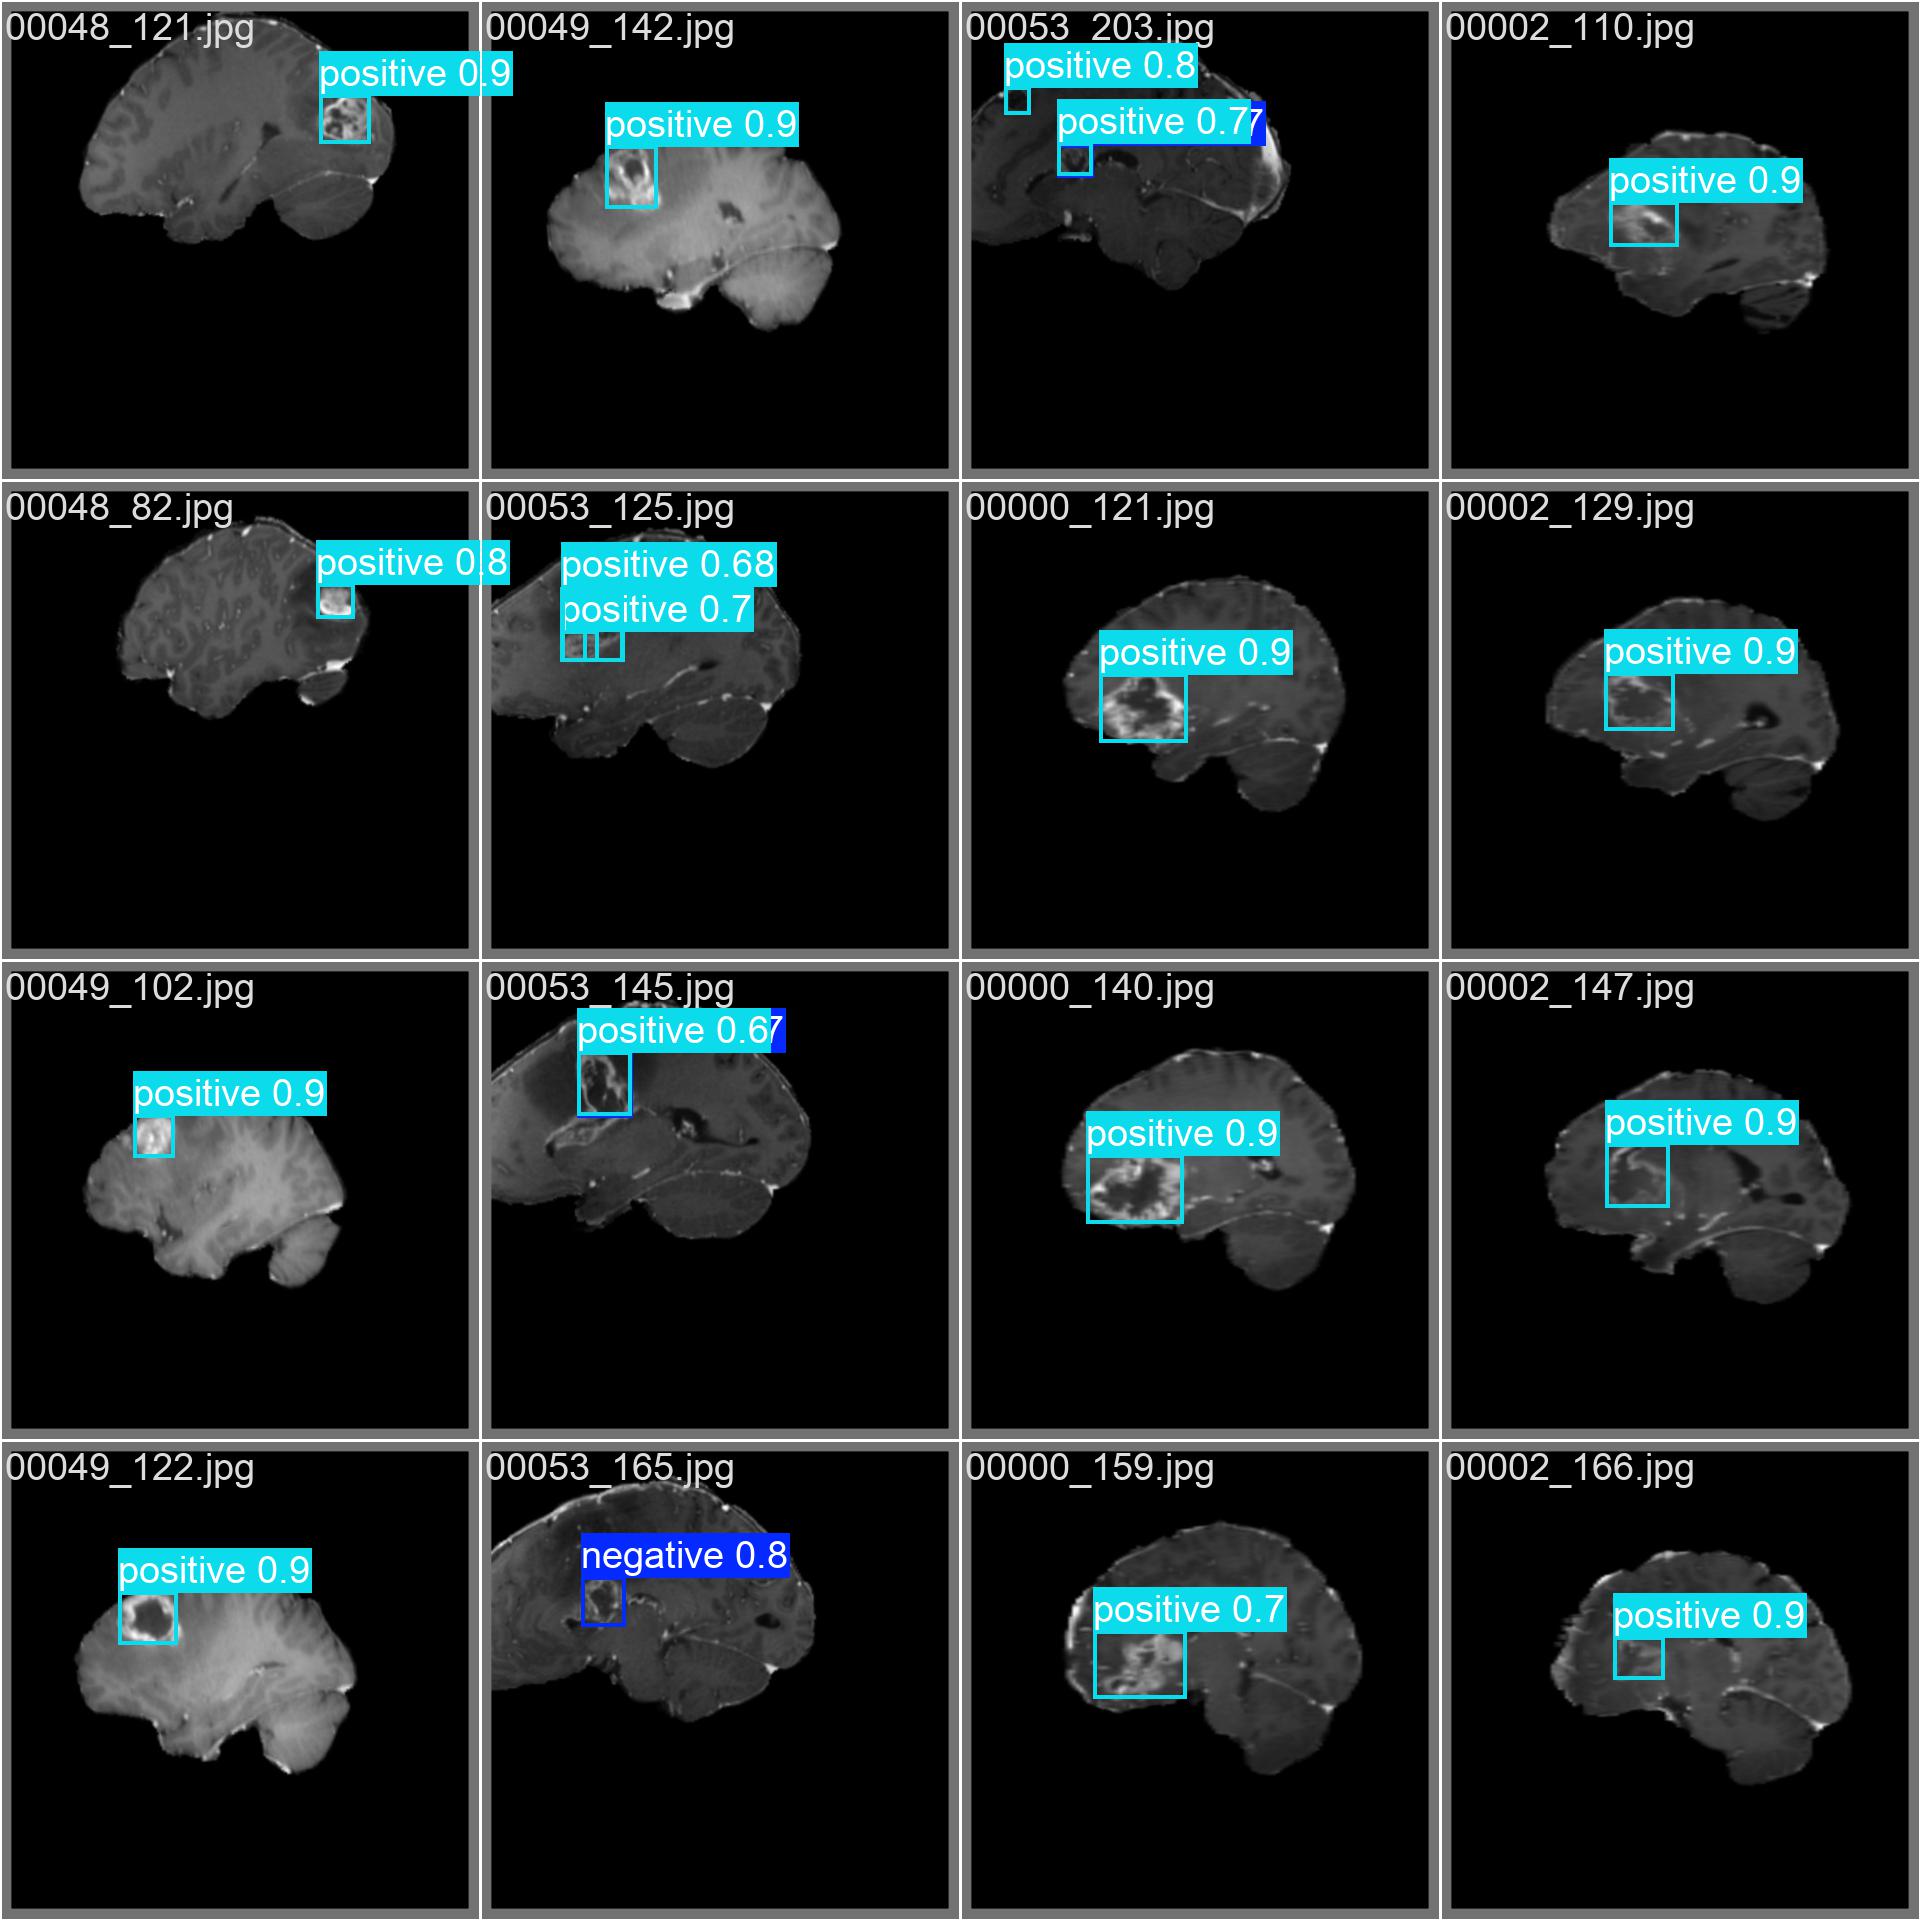 00048_121.jpg
positive 0.9
00049_142.jpg
positive 0.9
00053_203.jpg
positive 0.8
positive 0.77
00002_110.jpg
positive 0.9
00048_82.jpg
positive 0.8
00053_125.jpg
positive 0.68
positive 0.7
00000_121.jpg
positive 0.9
00002_129.jpg
positive 0.9
00049_102.jpg
positive 0.9
00053_145.jpg
positive 0.67
00000_140.jpg
positive 0.9
00002_147.jpg
positive 0.9
00049_122.jpg
positive 0.9
00053_165.jpg
negative 0.8
00000_159.jpg
positive 0.7
00002_166.jpg
positive 0.9